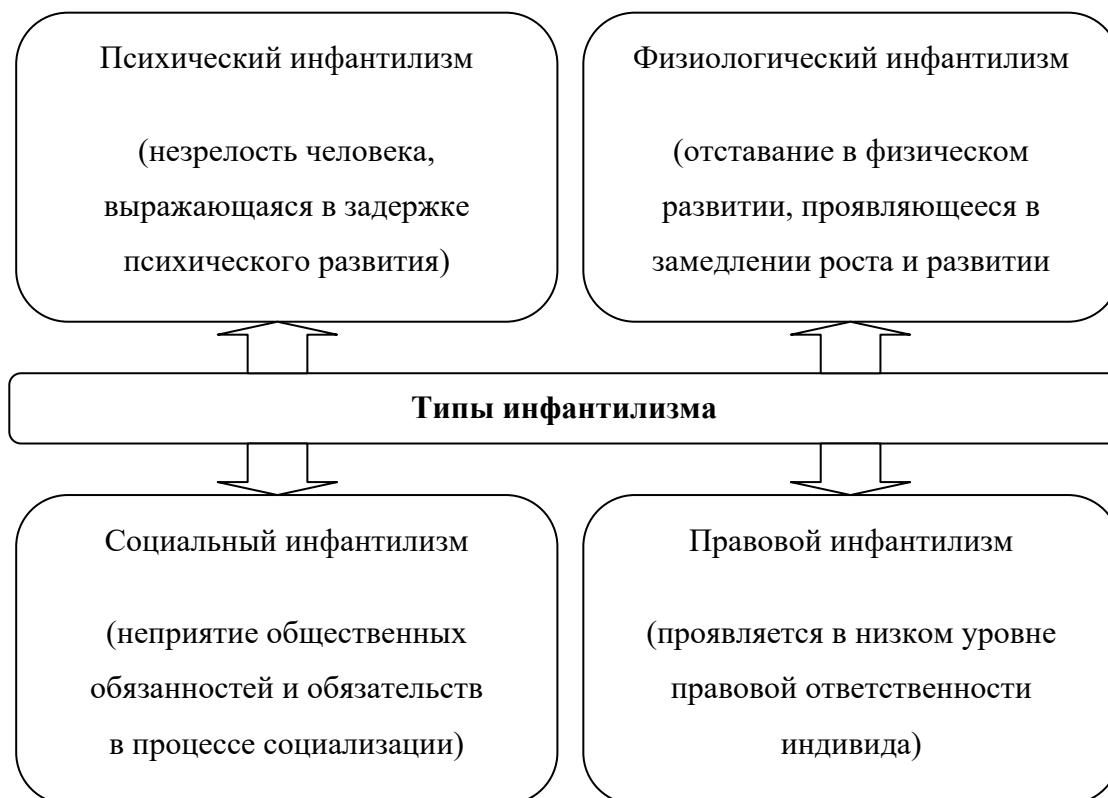 Психический инфантилизм
(незрелость человека,
выражающаяся в задержке
психического развития)
Физиологический инфантилизм
(отставание в физическом
развитии, проявляющееся в
замедлении роста и развитии
Типы инфантилизма
Социальный инфантилизм
(неприятие общественных
обязанностей и обязательств
в процессе социализации)
Правовой инфантилизм
(проявляется в низком уровне
правовой ответственности
индивида)